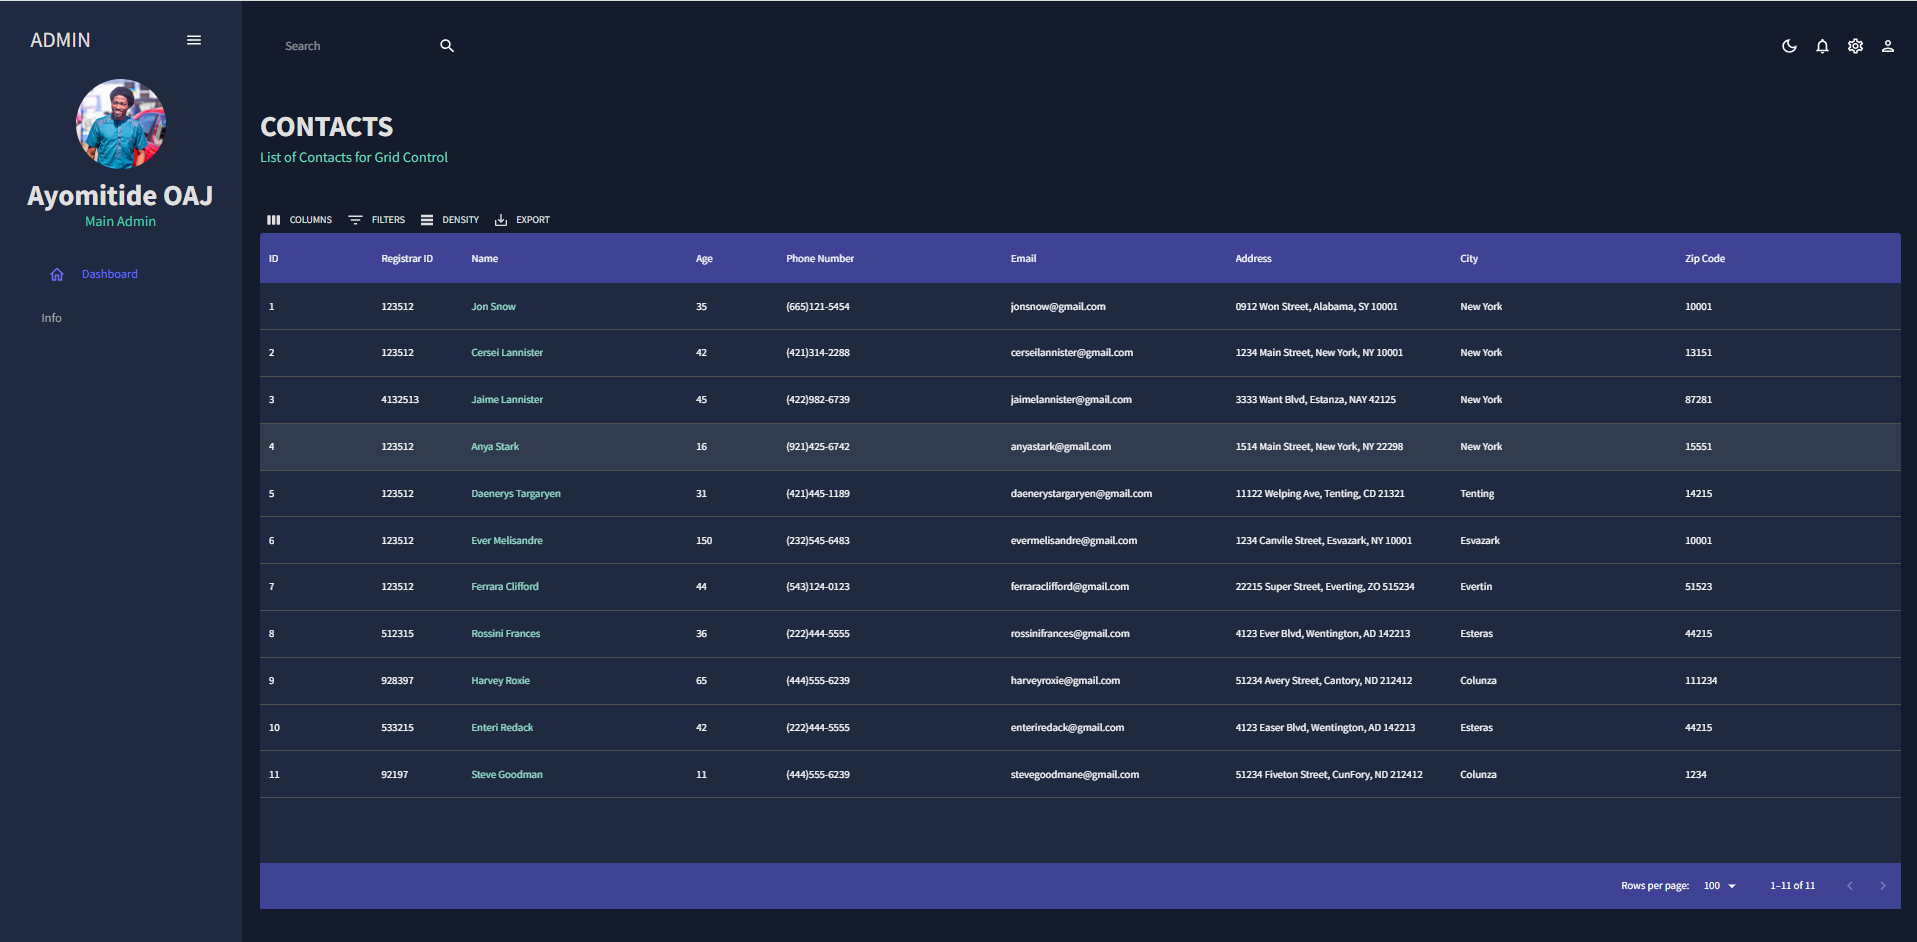 ADMIN
Search
Ayomitide OAJ
Main Admin
Dashboard
Info
CONTACTS
List of Contacts for Grid Control
COLUMNS FILTERS DENSITY EXPORT
ID Registrar ID Name Age Phone Number Email Address City Zip Code
1 123512 Jon Snow 35 (665)121-5454 jonsnow@gmail.com 0912 Won Street, Alabama, SY 10001 New York 10001
2 123512 Cersei Lannister 42 (421)314-2288 cerseilannister@gmail.com 1234 Main Street, New York, NY 10001 New York 13151
3 4132513 Jaime Lannister 45 (422)982-6739 jaimelannister@gmail.com 3333 Want Blvd, Estanza, NAY 42125 New York 87281
4 123512 Anya Stark 16 (921)425-6742 anyastark@gmail.com 1514 Main Street, New York, NY 22298 New York 15551
5 123512 Daenerys Targaryen 31 (421)445-1189 daenerystargaryen@gmail.com 11122 Welping Ave, Tenting, CD 21321 Tenting 14215
6 123512 Ever Melisandre 150 (232)545-6483 evermelisandre@gmail.com 1234 Canvile Street, Esvazark, NY 10001 Esvazark 10001
7 123512 Ferrara Clifford 44 (543)124-0123 ferraraclifford@gmail.com 22215 Super Street, Everting, ZO 515234 Evertin 51523
8 512315 Rossini Frances 36 (222)444-5555 rossinifrances@gmail.com 4123 Ever Blvd, Wentington, AD 142213 Esteras 44215
9 928397 Harvey Roxie 65 (444)555-6239 harveyroxie@gmail.com 51234 Avery Street, Cantory, ND 212412 Colunza 111234
10 533215 Enteri Redack 42 (222)444-5555 enteriredack@gmail.com 4123 Easer Blvd, Wentington, AD 142213 Esteras 44215
11 92197 Steve Goodman 11 (444)555-6239 stevegoodmane@gmail.com 51234 Fiveton Street, CunFory, ND 212412 Colunza 1234
Rows per page: 100 1–11 of 11